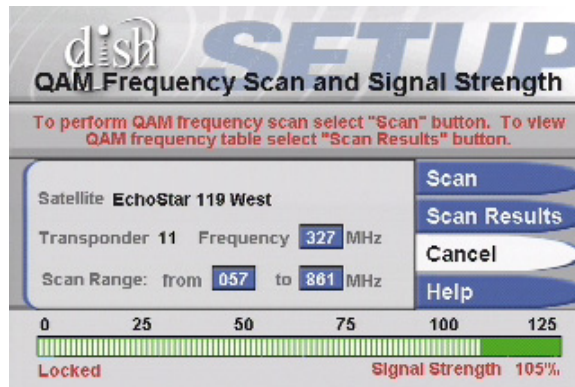 dish SETUP
QAM Frequency Scan and Signal Strength
To perform QAM frequency scan select "Scan" button. To view
QAM frequency table select "Scan Results" button.
Satellite EchoStar 119 West
Transponder 11 Frequency 327 MHz
Scan Range: from 057 to 861 MHz
Scan
Scan Results
Cancel
Help
0 25 50 75 100 125
Locked Signal Strength 105%